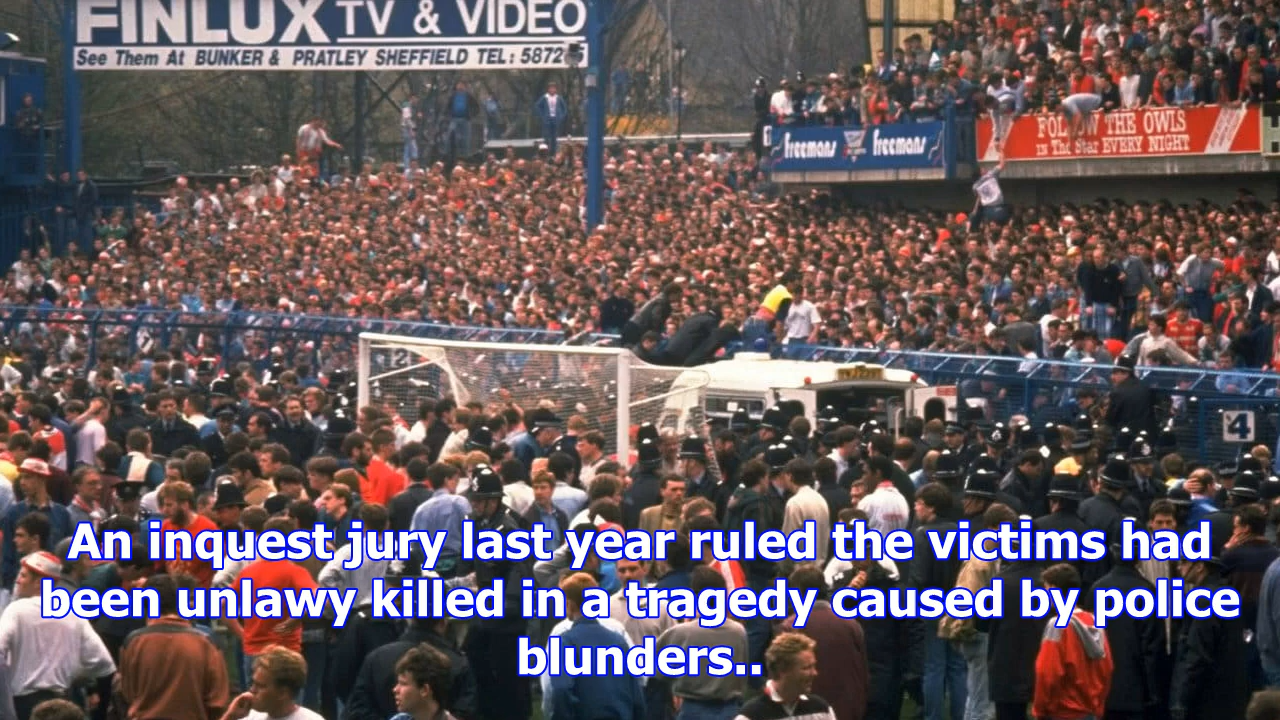 FINLUX TV & VIDEO
See Them At BUNKER & PRATLEY SHEFFIELD TEL: 5872
freemans freemans
FOLLOW THE OWLS
IN The Star EVERY NIGHT
2
4
An inquest jury last year ruled the victims had
been unlawy killed in a tragedy caused by police
blunders..